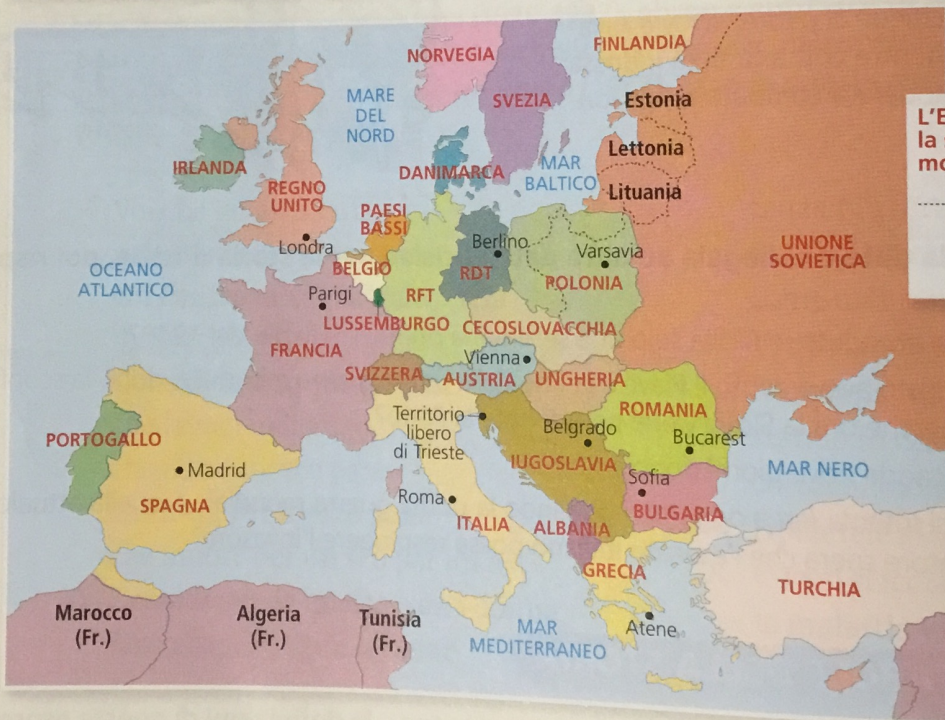 NORVEGIA
SVEZIA
FINLANDIA
MARE
DEL
NORD
Estonia
Lettonia
Lituania
L'E
la
mo
IRLANDA
REGNO
UNITO
DANIMARCA
MAR
BALTICO
PAESI
BASSI
Londra
Berlino
Varsavia
UNIONE
SOVIETICA
OCEANO
ATLANTICO
BELGIO
RDT
POLONIA
Parigi
RFT
LUSSEMBURGO
CECOSLOVACCHIA
FRANCIA
Vienna
SVIZZERA
AUSTRIA
UNGHERIA
Territorio
libero
di Trieste
ROMANIA
Belgrado
Bucarest
PORTOGALLO
Madrid
SPAGNA
IUGOSLAVIA
Sofia
MAR NERO
Roma
ITALIA
ALBANIA
BULGARIA
GRECIA
TURCHIA
Marocco
(Fr.)
Algeria
(Fr.)
Tunisia
(Fr.)
MAR
MEDITERRANEO
Atene